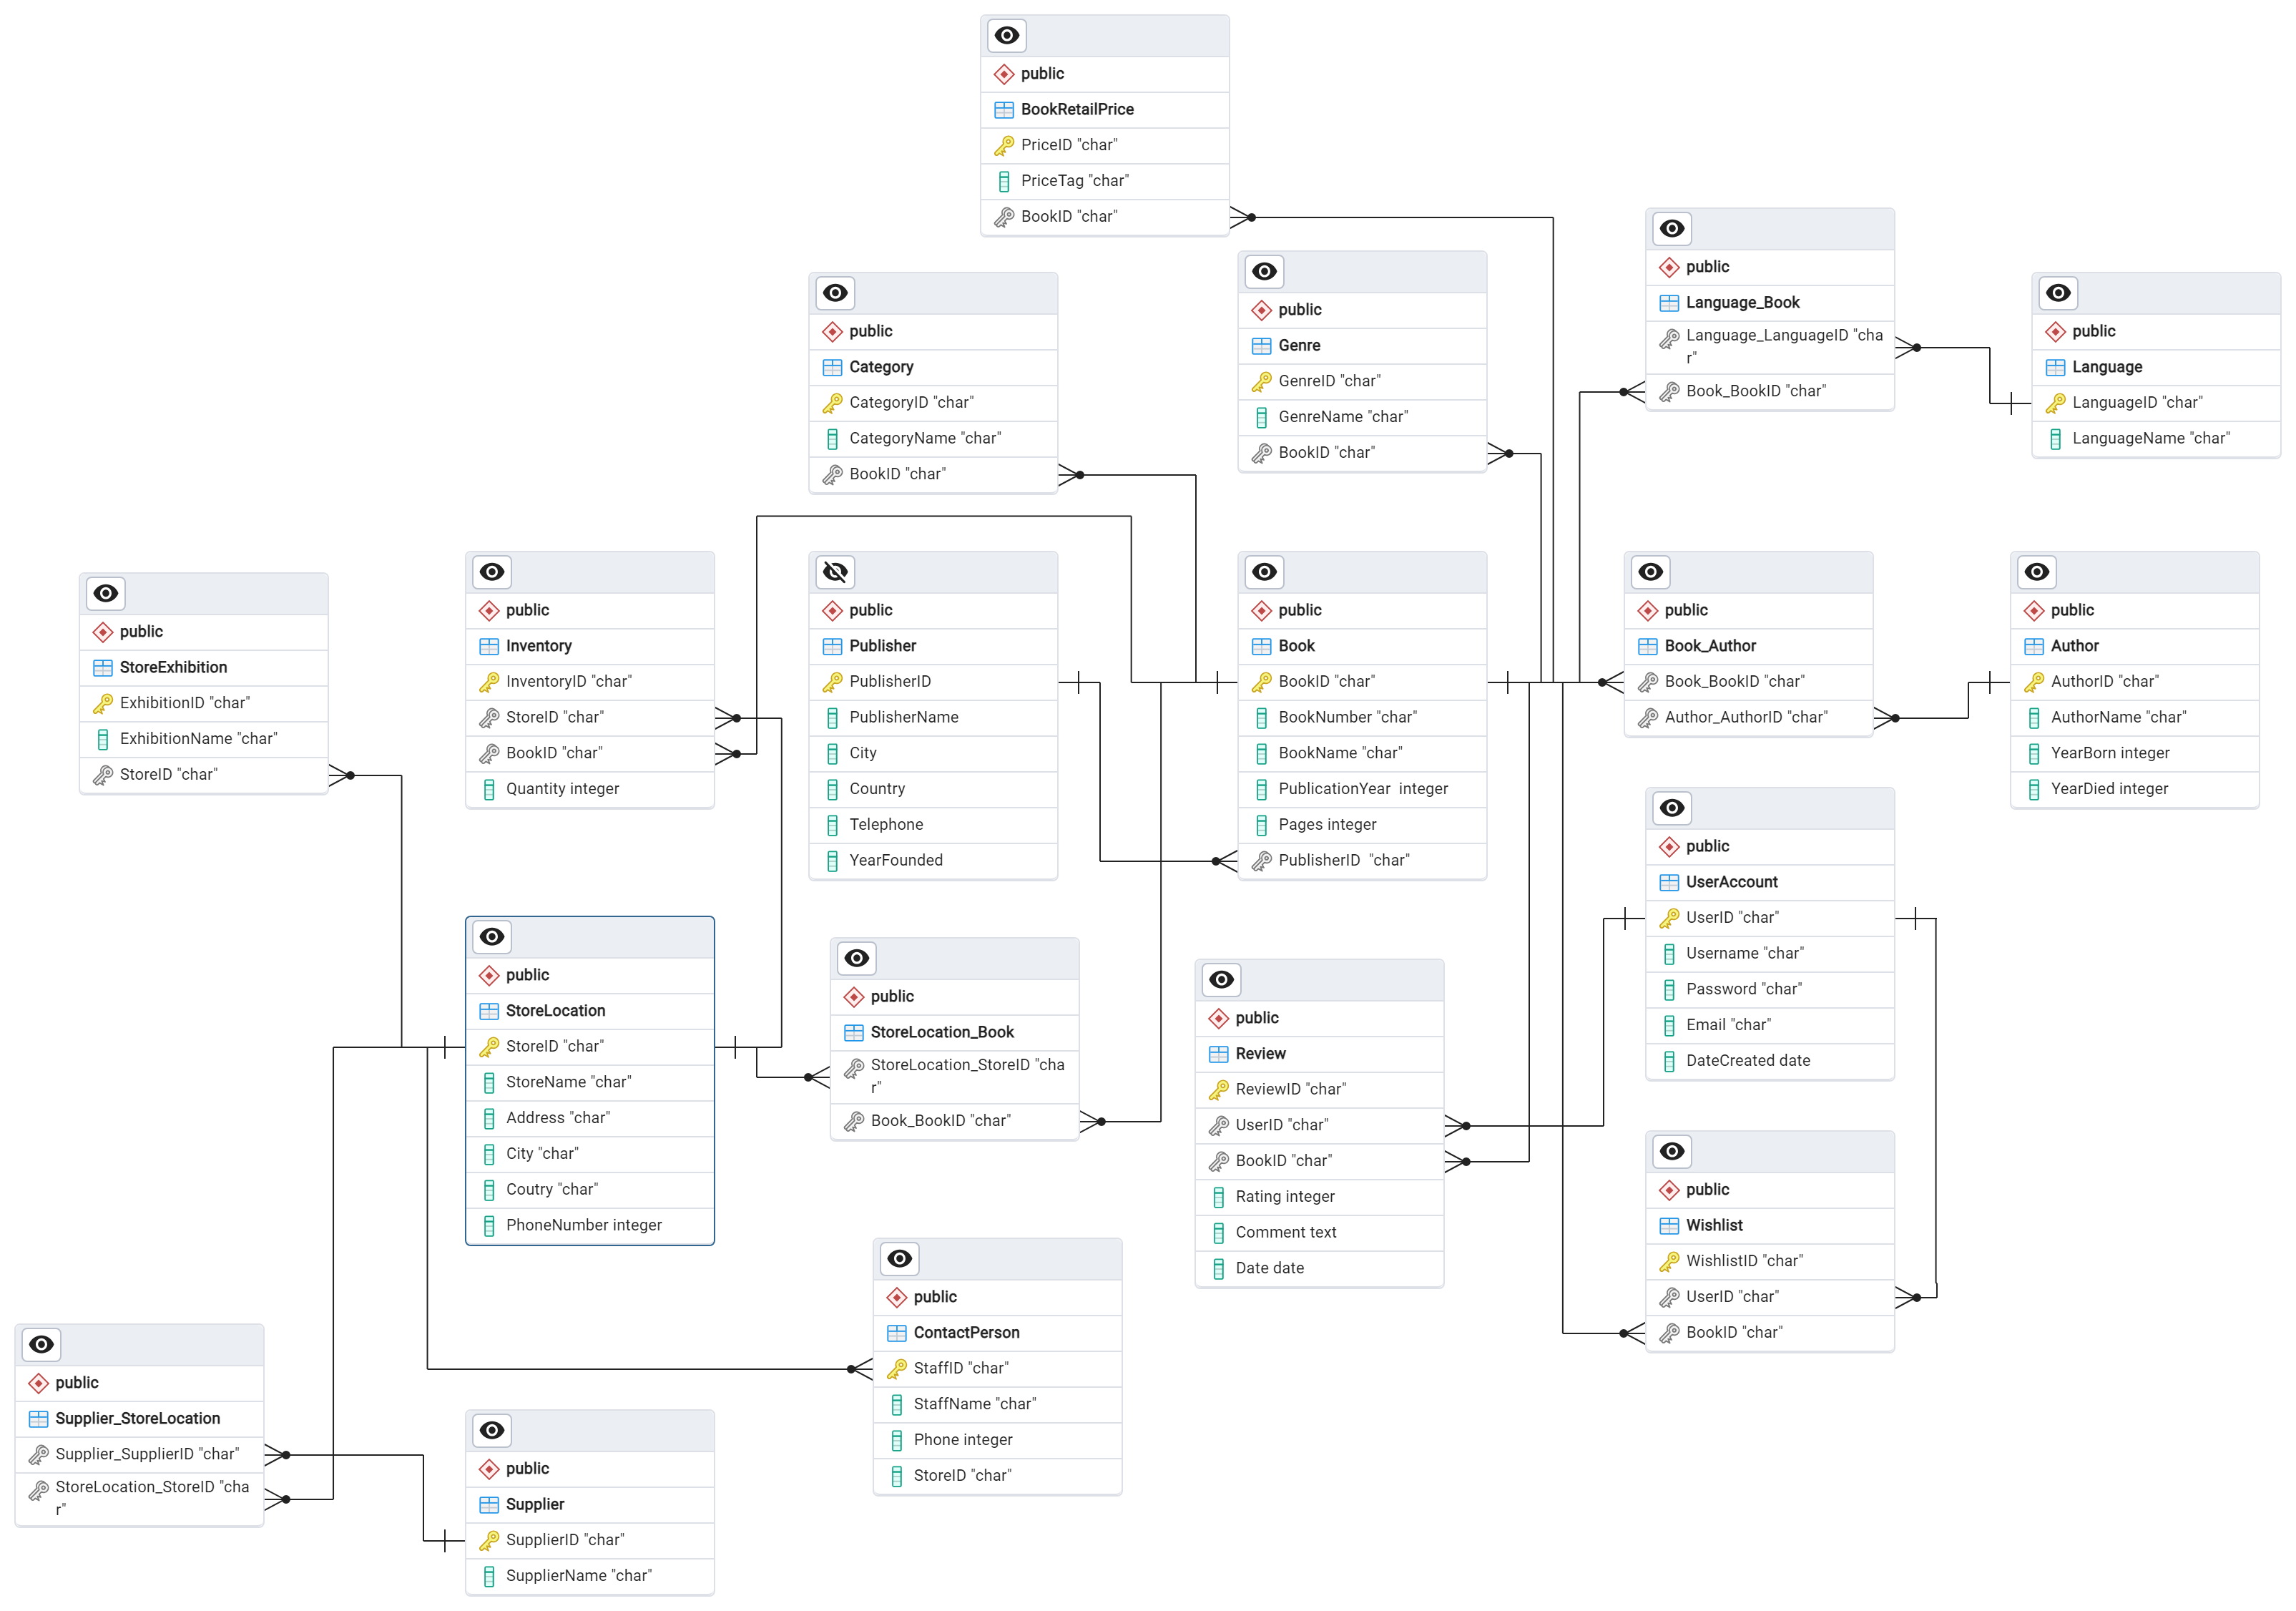 public
BookRetailPrice
PriceID "char"
PriceTag "char"
BookID "char"
public
Language_Book
Language_LanguageID "cha
r"
Book_BookID "char"
public
Genre
GenreID "char"
GenreName "char"
BookID "char"
public
Category
CategoryID "char"
CategoryName "char"
BookID "char"
public
Language
LanguageID "char"
LanguageName "char"
public
StoreExhibition
ExhibitionID "char"
ExhibitionName "char"
StoreID "char"
public
Inventory
InventoryID "char"
StoreID "char"
BookID "char"
Quantity integer
public
Publisher
PublisherID
PublisherName
City
Country
Telephone
YearFounded
public
Book
BookID "char"
BookNumber "char"
BookName "char"
PublicationYear  integer
Pages integer
PublisherID  "char"
public
Book_Author
Book_BookID "char"
Author_AuthorID "char"
public
Author
AuthorID "char"
AuthorName "char"
YearBorn integer
YearDied integer
public
UserAccount
UserID "char"
Username "char"
Password "char"
Email "char"
DateCreated date
public
StoreLocation
StoreID "char"
StoreName "char"
Address "char"
City "char"
Coutry "char"
PhoneNumber integer
public
StoreLocation_Book
StoreLocation_StoreID "cha
r"
Book_BookID "char"
public
Review
ReviewID "char"
UserID "char"
BookID "char"
Rating integer
Comment text
Date date
public
Wishlist
WishlistID "char"
UserID "char"
BookID "char"
public
ContactPerson
StaffID "char"
StaffName "char"
Phone integer
StoreID "char"
public
Supplier_StoreLocation
Supplier_SupplierID "char"
StoreLocation_StoreID "cha
r"
public
Supplier
SupplierID "char"
SupplierName "char"